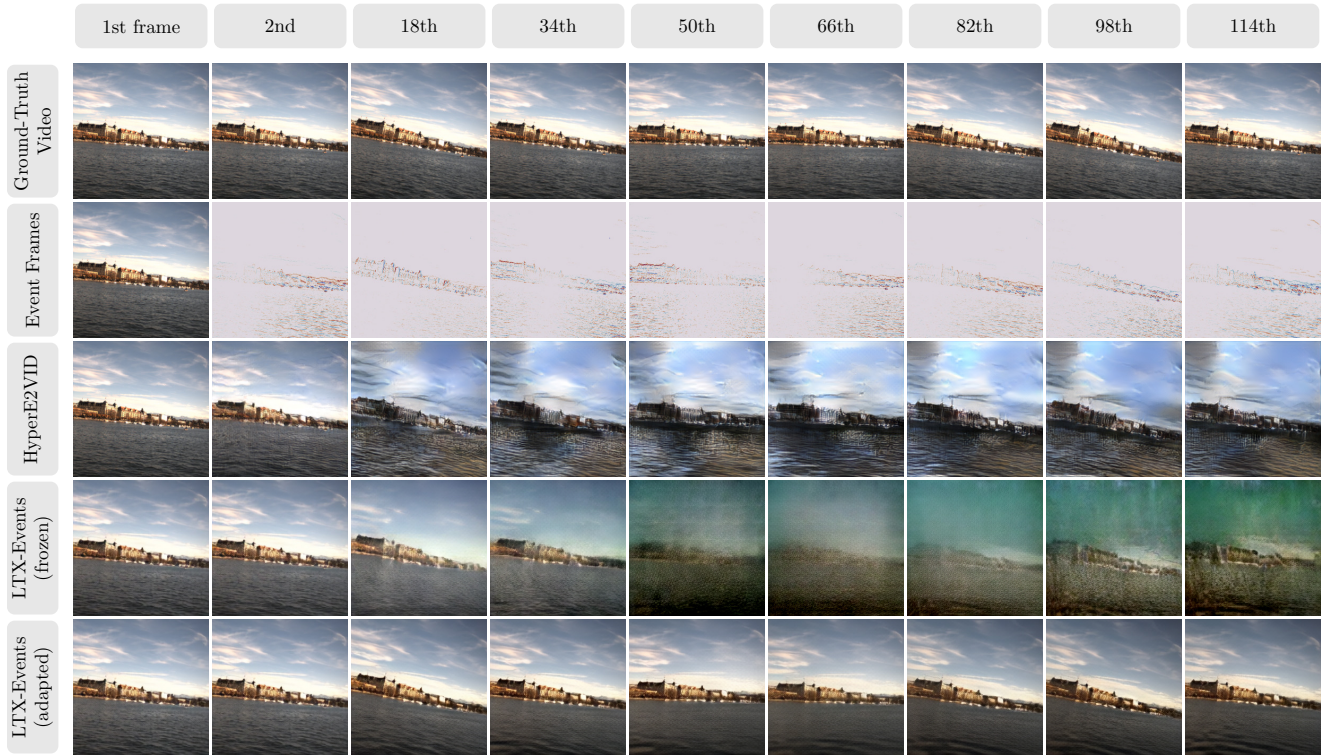 1st frame
2nd
18th
34th
50th
66th
82th
98th
114th
Ground-Truth
Video
Event Frames
HyperE2VID
LTX-Events
(frozen)
LTX-Events
(adapted)